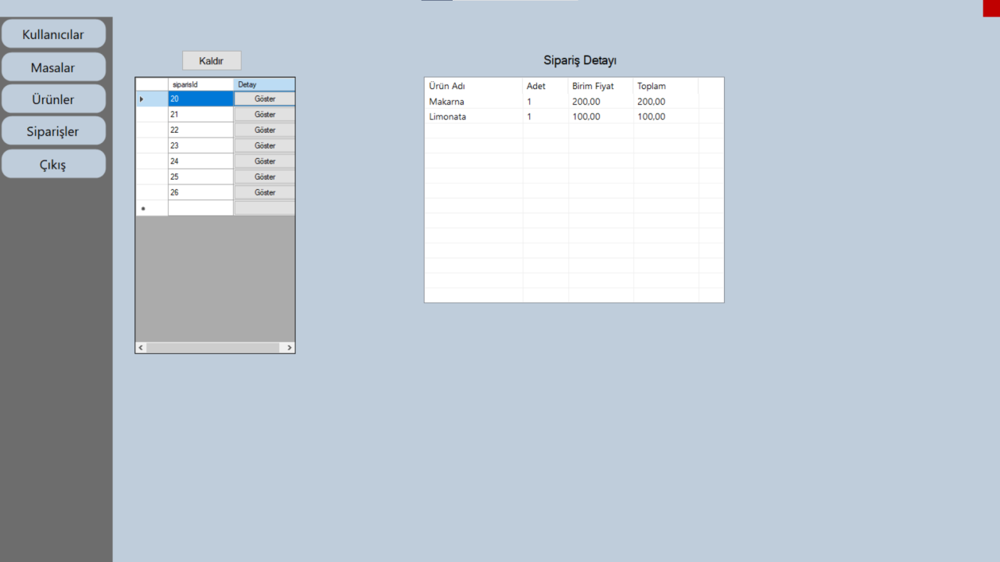 Kullanıcılar
Masalar
Ürünler
Siparişler
Çıkış
Kaldır
siparisId Detay
20 Göster
21 Göster
22 Göster
23 Göster
24 Göster
25 Göster
26 Göster
Sipariş Detayı
Ürün Adı Adet Birim Fiyat Toplam
Makarna 1 200,00 200,00
Limonata 1 100,00 100,00